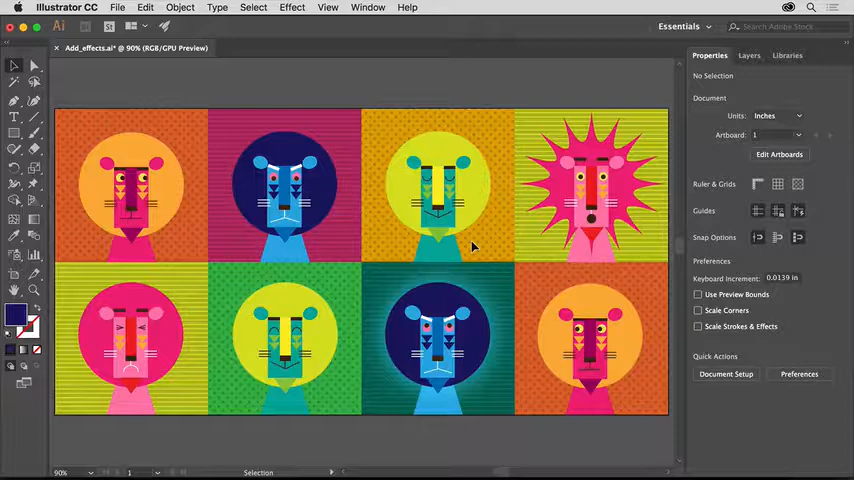 Illustrator CC File Edit Object Type Select Effect View Window Help
Ai Br St Essentials Search Adobe Stock
× Add_effects.ai* @ 90% (RGB/GPU Preview)
Properties Layers Libraries
No Selection
Document
Units: Inches
Artboard: 1
Edit Artboards
Ruler & Grids
Guides
Snap Options
Preferences
Keyboard Increment: 0.0139 in
Use Preview Bounds
Scale Corners
Scale Strokes & Effects
Quick Actions
Document Setup Preferences
90% 1 Selection